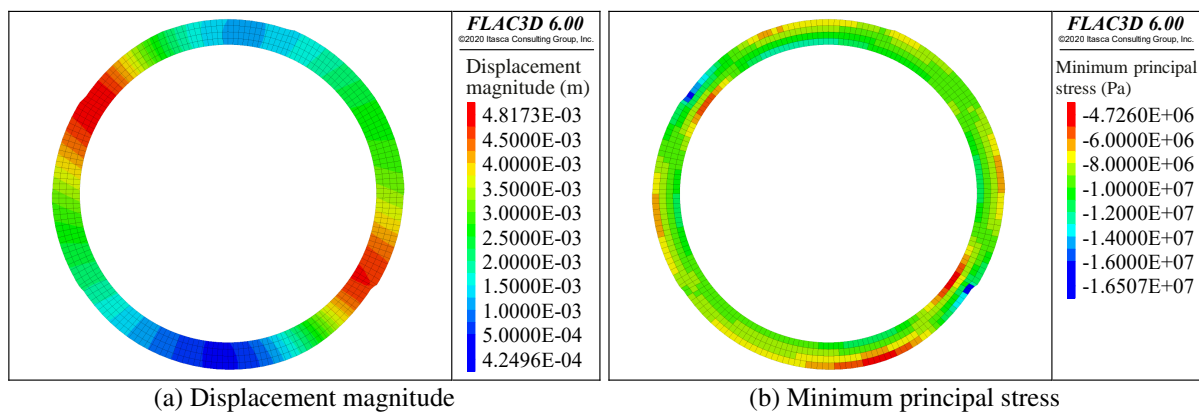 FLAC3D 6.00
©2020 Itasca Consulting Group, Inc.
Displacement
magnitude (m)
4.8173E-03
4.5000E-03
4.0000E-03
3.5000E-03
3.0000E-03
2.5000E-03
2.0000E-03
1.5000E-03
1.0000E-03
5.0000E-04
4.2496E-04
(a) Displacement magnitude
FLAC3D 6.00
©2020 Itasca Consulting Group, Inc.
Minimum principal
stress (Pa)
-4.7260E+06
-6.0000E+06
-8.0000E+06
-1.0000E+07
-1.2000E+07
-1.4000E+07
-1.6000E+07
-1.6507E+07
(b) Minimum principal stress